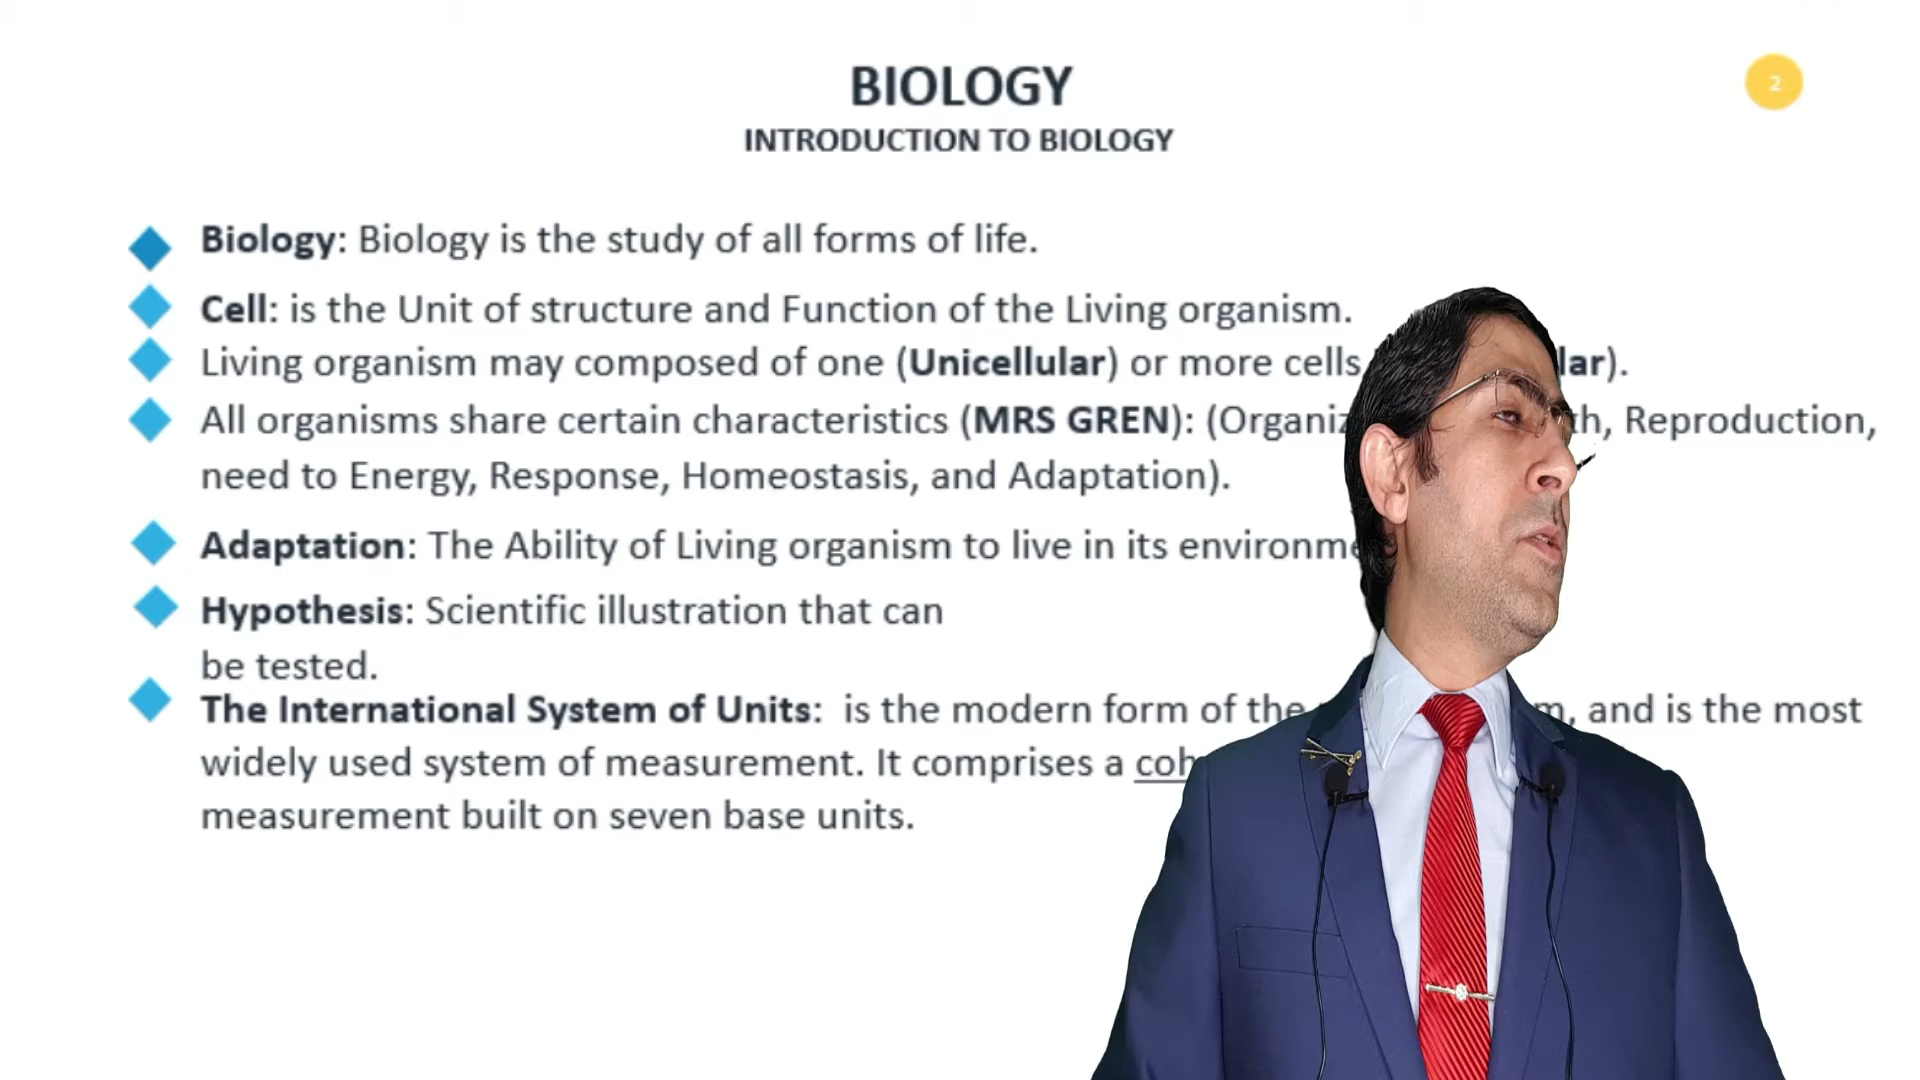 BIOLOGY
2
INTRODUCTION TO BIOLOGY
Biology: Biology is the study of all forms of life.
Cell: is the Unit of structure and Function of the Living organism.
Living organism may composed of one (Unicellular) or more cells
All organisms share certain characteristics (MRS GREN): Reproduction,
need to Energy, Response, Homeostasis, and Adaptation).
Adaptation: The Ability of Living organism to live in its
Hypothesis: Scientific illustration that can
be tested.
The International System of Units: is the modern form of the and is the most
widely used system of measurement. It comprises a
measurement built on seven base units.